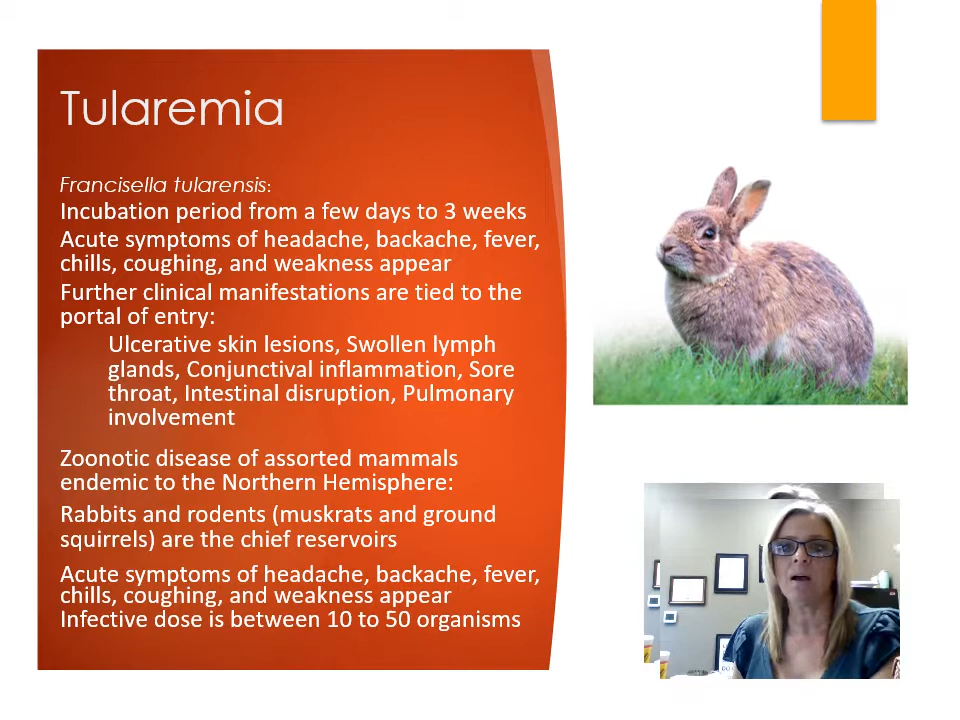 Tularemia
Francisella tularensis:
Incubation period from a few days to 3 weeks
Acute symptoms of headache, backache, fever,
chills, coughing, and weakness appear
Further clinical manifestations are tied to the
portal of entry:
Ulcerative skin lesions, Swollen lymph
glands, Conjunctival inflammation, Sore
throat, Intestinal disruption, Pulmonary
involvement
Zoonotic disease of assorted mammals
endemic to the Northern Hemisphere:
Rabbits and rodents (muskrats and ground
squirrels) are the chief reservoirs
Acute symptoms of headache, backache, fever,
chills, coughing, and weakness appear
Infective dose is between 10 to 50 organisms